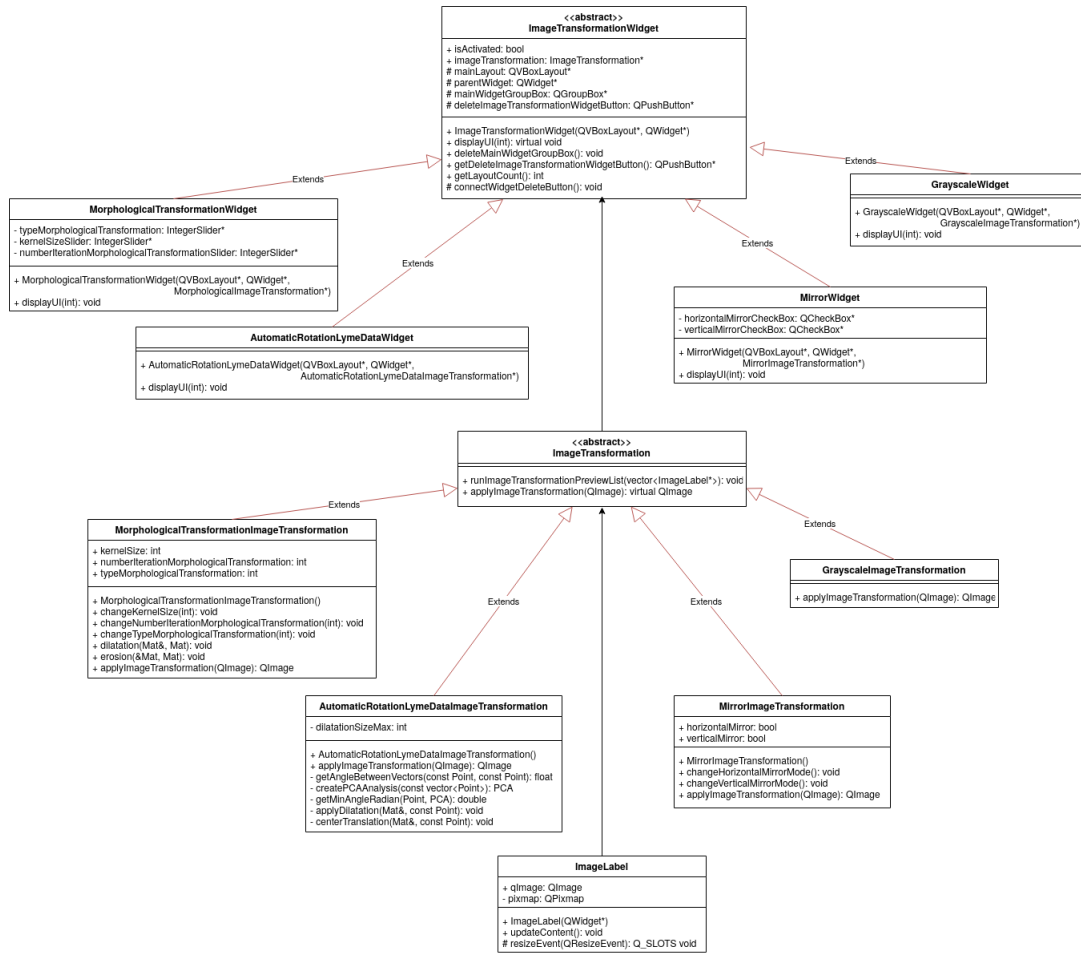 <<abstract>>
ImageTransformationWidget
+ isActivated: bool
+ imageTransformation: ImageTransformation*
# mainLayout: QVBoxLayout*
# parentWidget: QWidget*
# mainWidgetGroupBox: QGroupBox*
# deleteImageTransformationWidgetButton: QPushButton*
+ ImageTransformationWidget(QVBoxLayout*, QWidget*)
+ displayUI(int): virtual void
+ deleteMainWidgetGroupBox(): void
+ getDeleteImageTransformationWidgetButton(): QPushButton*
+ getLayoutCount(): int
# connectWidgetDeleteButton(): void
Extends
Extends
Extends
Extends
MorphologicalTransformationWidget
- typeMorphologicalTransformation: IntegerSlider*
- kernelSizeSlider: IntegerSlider*
- numberIterationMorphologicalTransformationSlider: IntegerSlider*
+ MorphologicalTransformationWidget(QVBoxLayout*, QWidget*,
MorphologicalImageTransformation*)
+ displayUI(int): void
GrayscaleWidget
+ GrayscaleWidget(QVBoxLayout*, QWidget*,
GrayscaleImageTransformation*)
+ displayUI(int): void
AutomaticRotationLymeDataWidget
+ AutomaticRotationLymeDataWidget(QVBoxLayout*, QWidget*,
AutomaticRotationLymeDataImageTransformation*)
+ displayUI(int): void
MirrorWidget
- horizontalMirrorCheckBox: QCheckBox*
- verticalMirrorCheckBox: QCheckBox*
+ MirrorWidget(QVBoxLayout*, QWidget*,
MirrorImageTransformation*)
+ displayUI(int): void
<<abstract>>
ImageTransformation
+ runImageTransformationPreviewList(vector<ImageLabel*>): void
+ applyImageTransformation(QImage): virtual QImage
Extends
Extends
Extends
Extends
MorphologicalTransformationImageTransformation
+ kernelSize: int
+ numberIterationMorphologicalTransformation: int
+ typeMorphologicalTransformation: int
+ MorphologicalTransformationImageTransformation()
+ changeKernelSize(int): void
+ changeNumberIterationMorphologicalTransformation(int): void
+ changeTypeMorphologicalTransformation(int): void
+ dilatation(Mat&, Mat): void
+ erosion(&Mat, Mat): void
+ applyImageTransformation(QImage): QImage
GrayscaleImageTransformation
+ applyImageTransformation(QImage): QImage
AutomaticRotationLymeDataImageTransformation
- dilatationSizeMax: int
+ AutomaticRotationLymeDataImageTransformation()
+ applyImageTransformation(QImage): QImage
- getAngleBetweenVectors(const Point, const Point): float
- createPCAAnalysis(const vector<Point>): PCA
- getMinAngleRadian(Point, PCA): double
- applyDilatation(Mat&, const Point): void
- centerTranslation(Mat&, const Point): void
MirrorImageTransformation
+ horizontalMirror: bool
+ verticalMirror: bool
+ MirrorImageTransformation()
+ changeHorizontalMirrorMode(): void
+ changeVerticalMirrorMode(): void
+ applyImageTransformation(QImage): QImage
ImageLabel
+ qImage: QImage
- pixmap: QPixmap
+ ImageLabel(QWidget*)
+ updateContent(): void
# resizeEvent(QResizeEvent): Q_SLOTS void